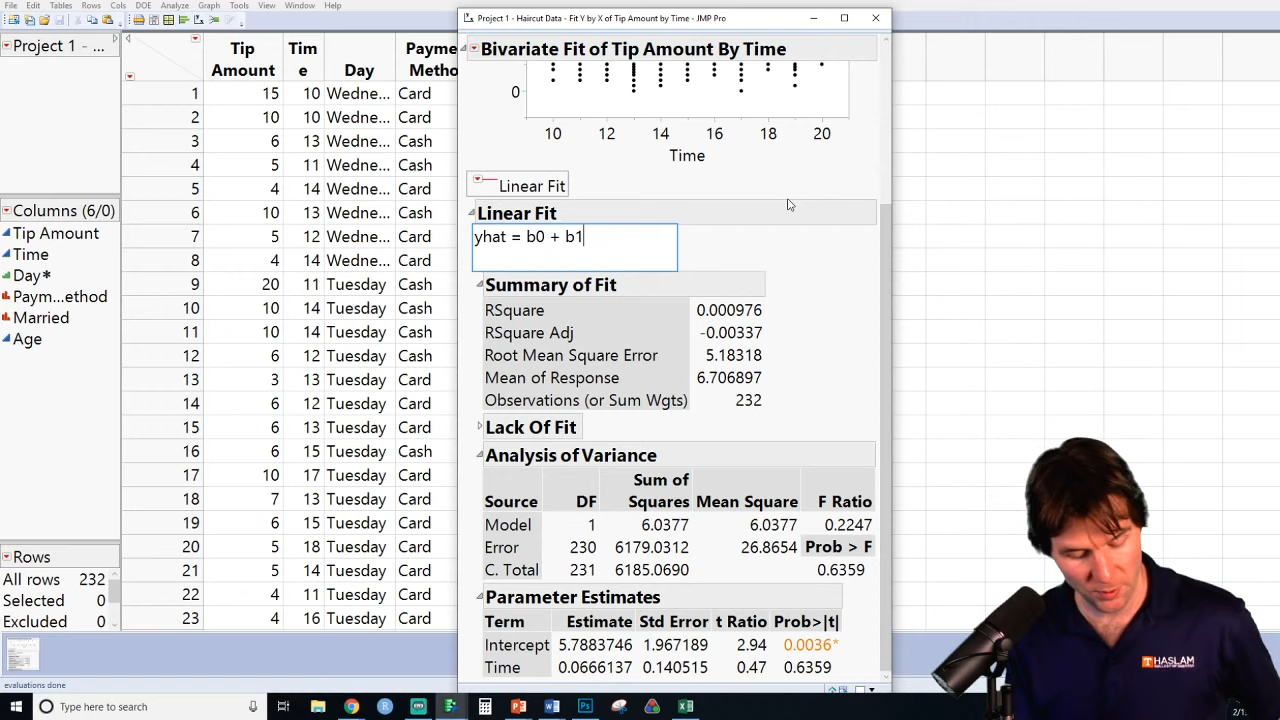 File Edit Tables Rows Cols DOE Analyze Graph Tools View Window Help
Project 1 - Haircut Data - Fit Y by X of Tip Amount by Time - JMP Pro
Project 1 - ...
Tip Amount Time Day Payme Metho
1 15 10 Wedne... Card
2 10 10 Wedne... Card
3 6 13 Wedne... Cash
4 5 11 Wedne... Cash
5 4 14 Wedne... Card
6 10 13 Wedne... Cash
7 5 12 Wedne... Card
8 4 14 Wedne... Card
9 20 11 Tuesday Cash
10 10 14 Tuesday Cash
11 10 14 Tuesday Cash
12 6 12 Tuesday Cash
13 3 13 Tuesday Card
14 6 12 Tuesday Card
15 6 13 Tuesday Card
16 6 15 Tuesday Cash
17 10 17 Tuesday Card
18 7 13 Tuesday Card
19 6 15 Tuesday Card
20 5 18 Tuesday Card
21 5 14 Tuesday Card
22 4 11 Tuesday Card
23 4 16 Tuesday Card
Columns (6/0)
Tip Amount
Time
Day*
Paym...ethod
Married
Age
Rows
All rows 232
Selected 0
Excluded 0
evaluations done
Bivariate Fit of Tip Amount By Time
0
10 12 14 16 18 20
Time
Linear Fit
Linear Fit
yhat = b0 + b1
Summary of Fit
RSquare 0.000976
RSquare Adj -0.00337
Root Mean Square Error 5.18318
Mean of Response 6.706897
Observations (or Sum Wgts) 232
Lack Of Fit
Analysis of Variance
Sum of
Source DF Squares Mean Square F Ratio
Model 1 6.0377 6.0377 0.2247
Error 230 6179.0312 26.8654 Prob > F
C. Total 231 6185.0690 0.6359
Parameter Estimates
Term Estimate Std Error t Ratio Prob>|t|
Intercept 5.7883746 1.967189 2.94 0.0036*
Time 0.0666137 0.140515 0.47 0.6359
HASLAM
Type here to search
2/1.